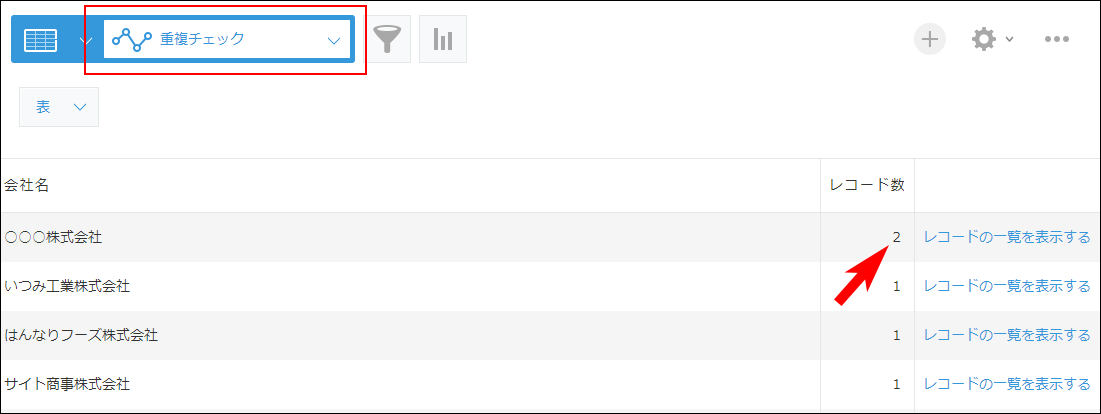 重複チェック
表
会社名 レコード数
○○○株式会社 2 レコードの一覧を表示する
いつみ工業株式会社 1 レコードの一覧を表示する
はんなりフーズ株式会社 1 レコードの一覧を表示する
サイト商事株式会社 1 レコードの一覧を表示する